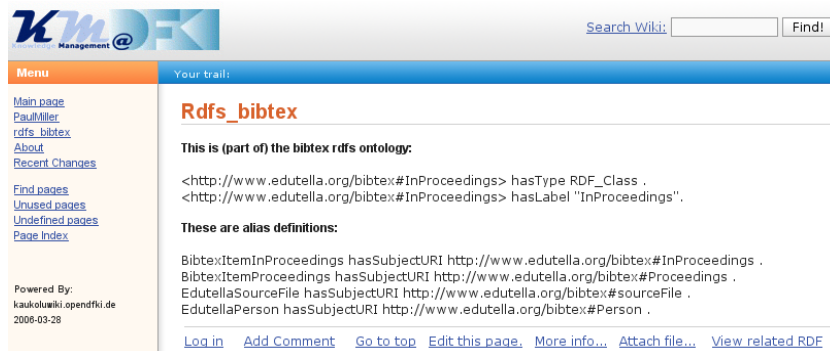 KM@DFK
Knowledge Management
Search Wiki: Find!
Menu
Your trail:
Main page
PaulMiller
rdfs_bibtex
About
Recent Changes
Find pages
Unused pages
Undefined pages
Page Index
Powered By:
kaukoluwiki.opendfki.de
2006-03-28
Rdfs_bibtex
This is (part of) the bibtex rdfs ontology:
<http://www.edutella.org/bibtex#InProceedings> hasType RDF_Class .
<http://www.edutella.org/bibtex#InProceedings> hasLabel "InProceedings".
These are alias definitions:
BibtexItemInProceedings hasSubjectURI http://www.edutella.org/bibtex#InProceedings .
BibtexItemProceedings hasSubjectURI http://www.edutella.org/bibtex#Proceedings .
EdutellaSourceFile hasSubjectURI http://www.edutella.org/bibtex#sourceFile .
EdutellaPerson hasSubjectURI http://www.edutella.org/bibtex#Person .
Log in Add Comment Go to top Edit this page. More info... Attach file... View related RDF